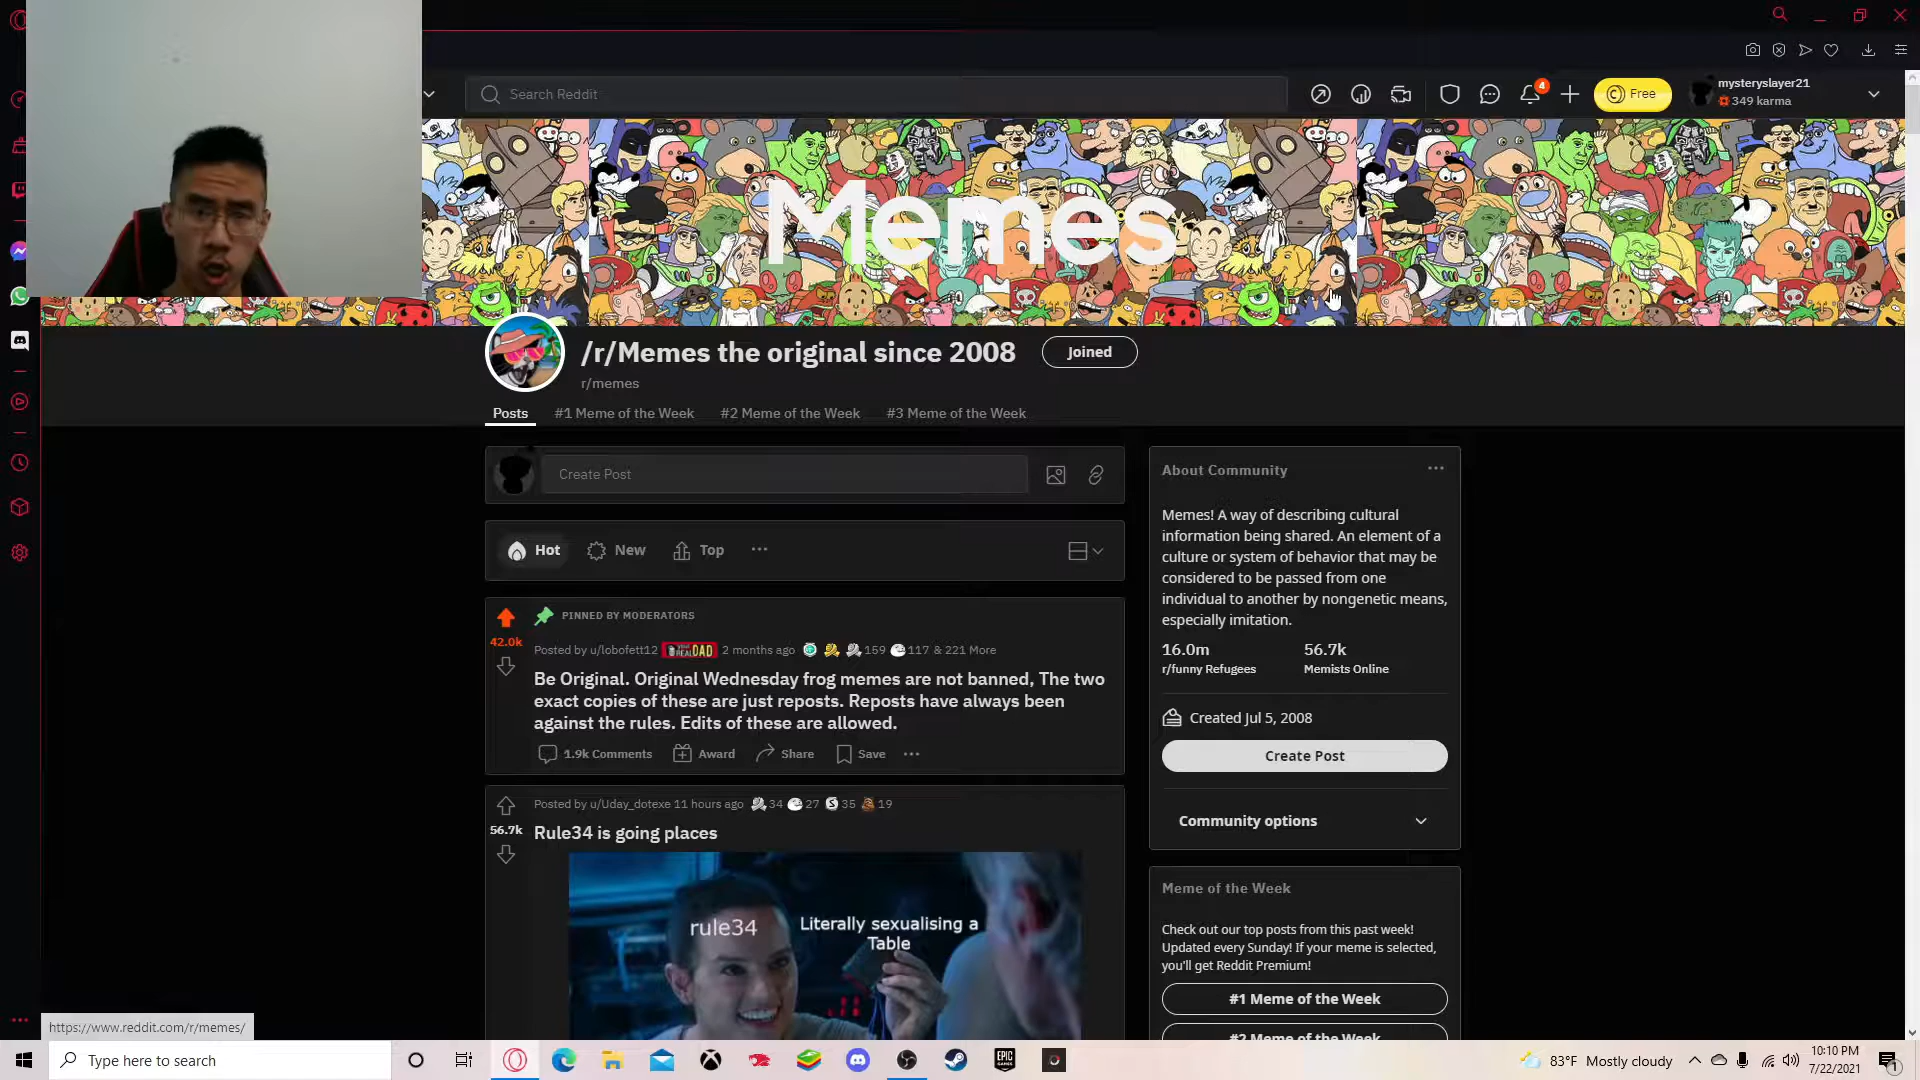 Search Reddit
4
Free
mysteryslayer21
349 karma
Memes
/r/Memes the original since 2008
Joined
r/memes
Posts
#1 Meme of the Week
#2 Meme of the Week
#3 Meme of the Week
Create Post
Hot
New
Top
PINNED BY MODERATORS
42.0k
Posted by u/lobofett12
DAD
2 months ago
159
117 & 221 More
Be Original. Original Wednesday frog memes are not banned, The two
exact copies of these are just reposts. Reposts have always been
against the rules. Edits of these are allowed.
1.9k Comments
Award
Share
Save
Posted by u/Uday_dotexe 11 hours ago
34
27
35
19
56.7k
Rule34 is going places
rule34
Literally sexualising a
Table
About Community
Memes! A way of describing cultural
information being shared. An element of a
culture or system of behavior that may be
considered to be passed from one
individual to another by nongenetic means,
especially imitation.
16.0m
56.7k
r/funny Refugees
Memists Online
Created Jul 5, 2008
Create Post
Community options
Meme of the Week
Check out our top posts from this past week!
Updated every Sunday! If your meme is selected,
you'll get Reddit Premium!
#1 Meme of the Week
#2 Meme of the Week
https://www.reddit.com/r/memes/
Type here to search
EPIC
GAMES
83°F Mostly cloudy
10:10 PM
7/22/2021
1